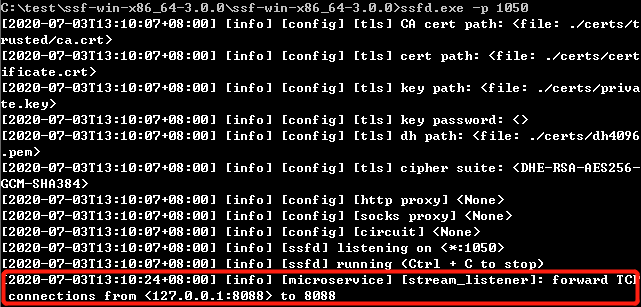 C:\test\ssf-win-x86_64-3.0.0\ssf-win-x86_64-3.0.0>ssfd.exe -p 1050
[2020-07-03T13:10:07+08:00] [info] [config] [tls] CA cert path: <file: ./certs/t
rusted/ca.crt>
[2020-07-03T13:10:07+08:00] [info] [config] [tls] cert path: <file: ./certs/cert
ificate.crt>
[2020-07-03T13:10:07+08:00] [info] [config] [tls] key path: <file: ./certs/priva
te.key>
[2020-07-03T13:10:07+08:00] [info] [config] [tls] key password: <>
[2020-07-03T13:10:07+08:00] [info] [config] [tls] dh path: <file: ./certs/dh4096
.pem>
[2020-07-03T13:10:07+08:00] [info] [config] [tls] cipher suite: <DHE-RSA-AES256-
GCM-SHA384>
[2020-07-03T13:10:07+08:00] [info] [config] [http proxy] <None>
[2020-07-03T13:10:07+08:00] [info] [config] [socks proxy] <None>
[2020-07-03T13:10:07+08:00] [info] [config] [circuit] <None>
[2020-07-03T13:10:07+08:00] [info] [ssfd] listening on <*:1050>
[2020-07-03T13:10:07+08:00] [info] [ssfd] running (Ctrl + C to stop)
[2020-07-03T13:10:24+08:00] [info] [microservice] [stream_listener]: forward TC
connections from <127.0.0.1:8088> to 8088